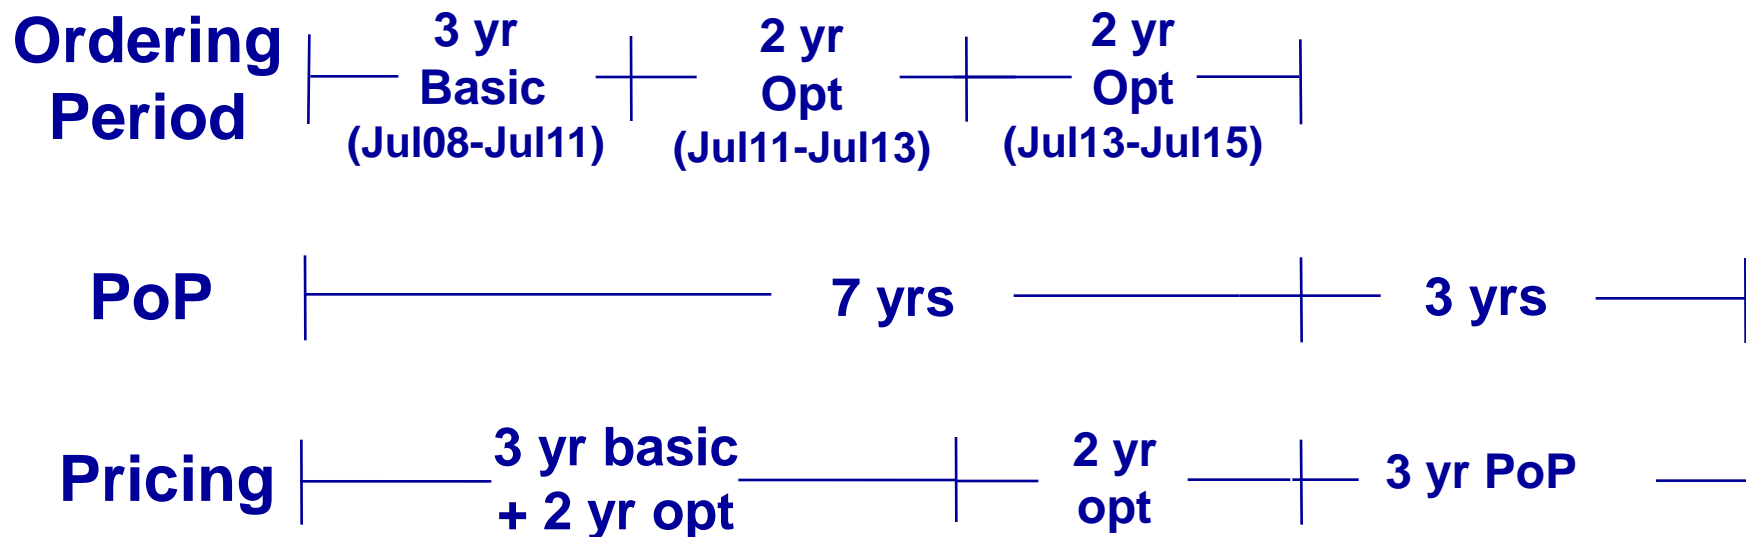 Ordering
Period
3 yr
Basic
(Jul08-Jul11)
2 yr
Opt
(Jul11-Jul13)
2 yr
Opt
(Jul13-Jul15)
PoP
7 yrs
3 yrs
Pricing
3 yr basic
+ 2 yr opt
2 yr
opt
3 yr PoP